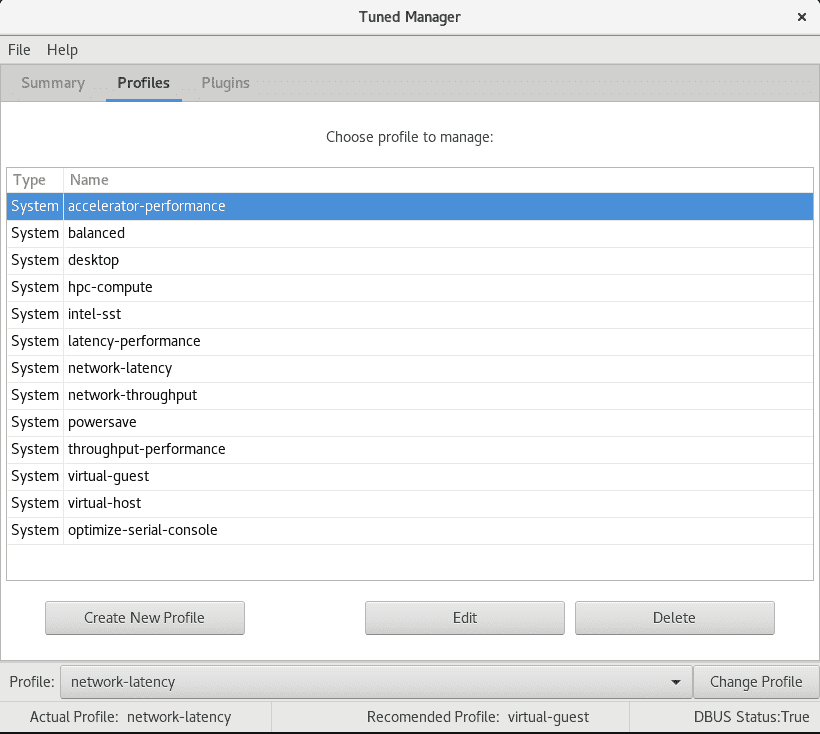 Tuned Manager ×
File Help
Summary Profiles Plugins
Choose profile to manage:
Type Name
System accelerator-performance
System balanced
System desktop
System hpc-compute
System intel-sst
System latency-performance
System network-latency
System network-throughput
System powersave
System throughput-performance
System virtual-guest
System virtual-host
System optimize-serial-console
Create New Profile Edit Delete
Profile: network-latency Change Profile
Actual Profile: network-latency Recomended Profile: virtual-guest DBUS Status:True